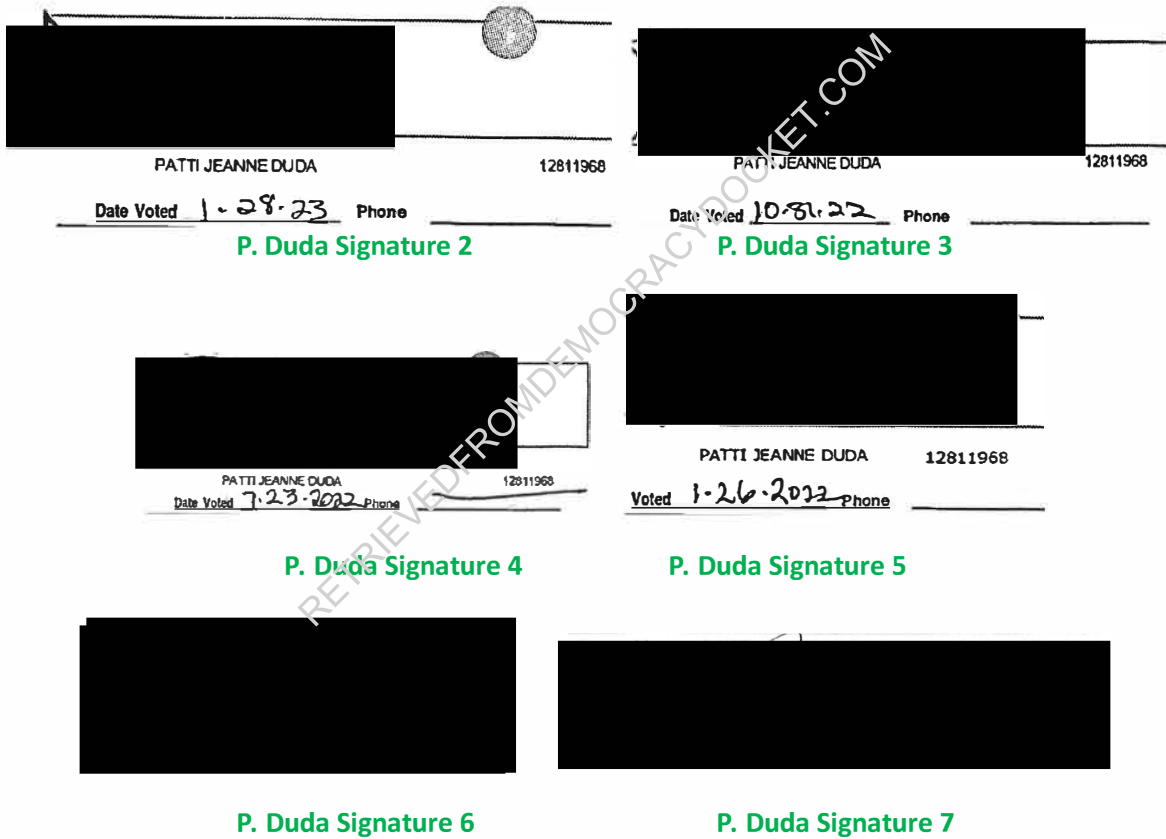 PATTI JEANNE DUDA 12811968
Date Voted 1-28-23 Phone
P. Duda Signature 2
PATTI JEANNE DUDA 12811968
Date Voted 10.31.22 Phone
P. Duda Signature 3
PATTI JEANNE DUDA 12811968
Date Voted 7.23.2022 Phone
P. Duda Signature 4
PATTI JEANNE DUDA 12811968
Voted 1-26-2022 Phone
P. Duda Signature 5
P. Duda Signature 6
P. Duda Signature 7
RETRIEVEDFROMDEMOCRACYDOCKET.COM